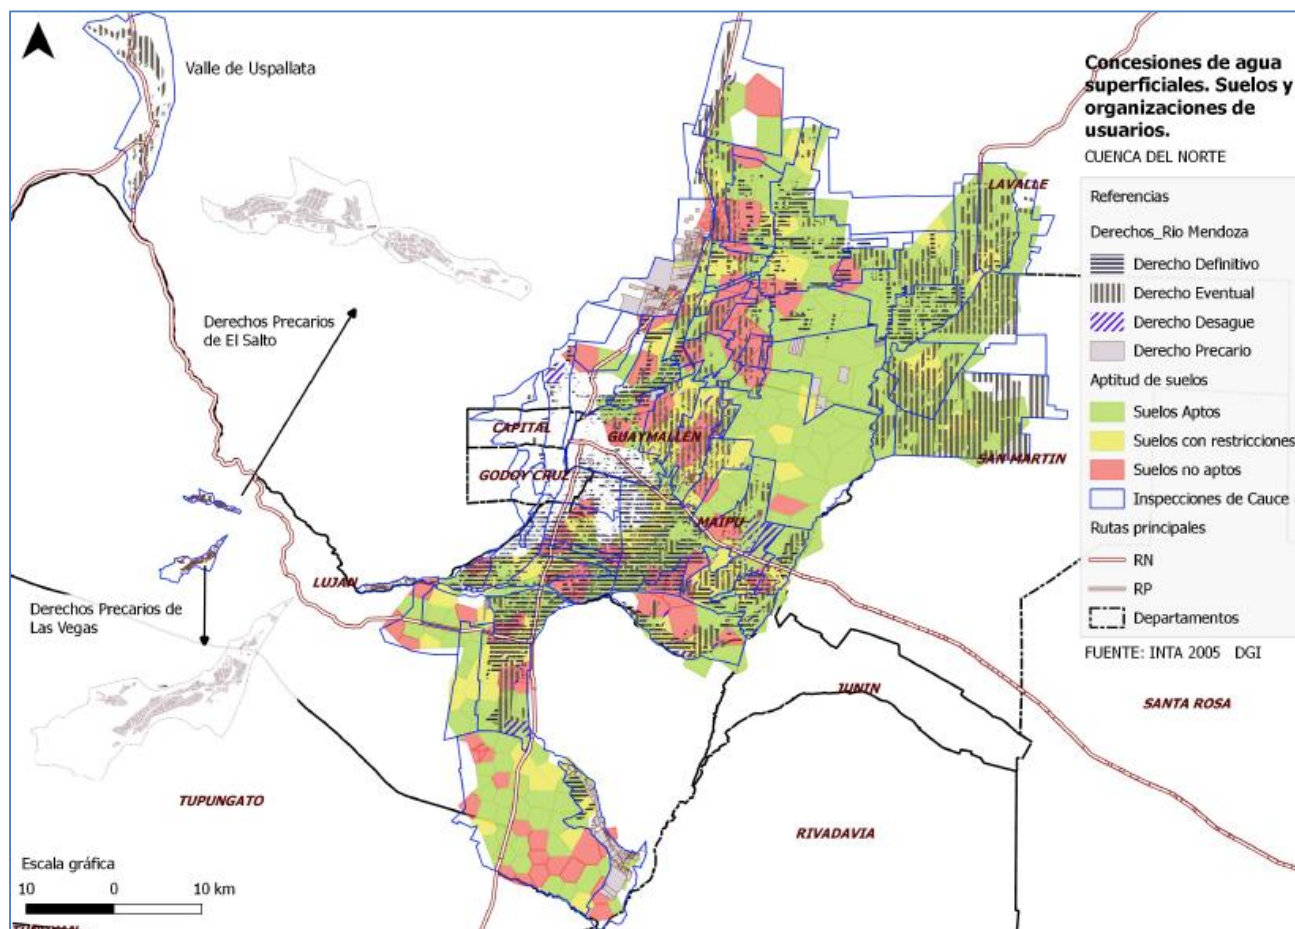 Valle de Uspallata
Derechos Precarios
de El Salto
Derechos Precarios de
Las Vegas
CAPITAL
GODOY CRUZ
GUAYMALLEN
LAVALLE
SAN MARTIN
MAIPU
LUJAN
JUNIN
SANTA ROSA
TUPUNGATO
RIVADAVIA
Escala gráfica
10 0 10 km
Concesiones de agua
superficiales. Suelos y
organizaciones de
usuarios.
CUENCA DEL NORTE
Referencias
Derechos_Rio Mendoza
Derecho Definitivo
Derecho Eventual
Derecho Desague
Derecho Precario
Aptitud de suelos
Suelos Aptos
Suelos con restricciones
Suelos no aptos
Inspecciones de Cauce
Rutas principales
RN
RP
Departamentos
FUENTE: INTA 2005 DGI